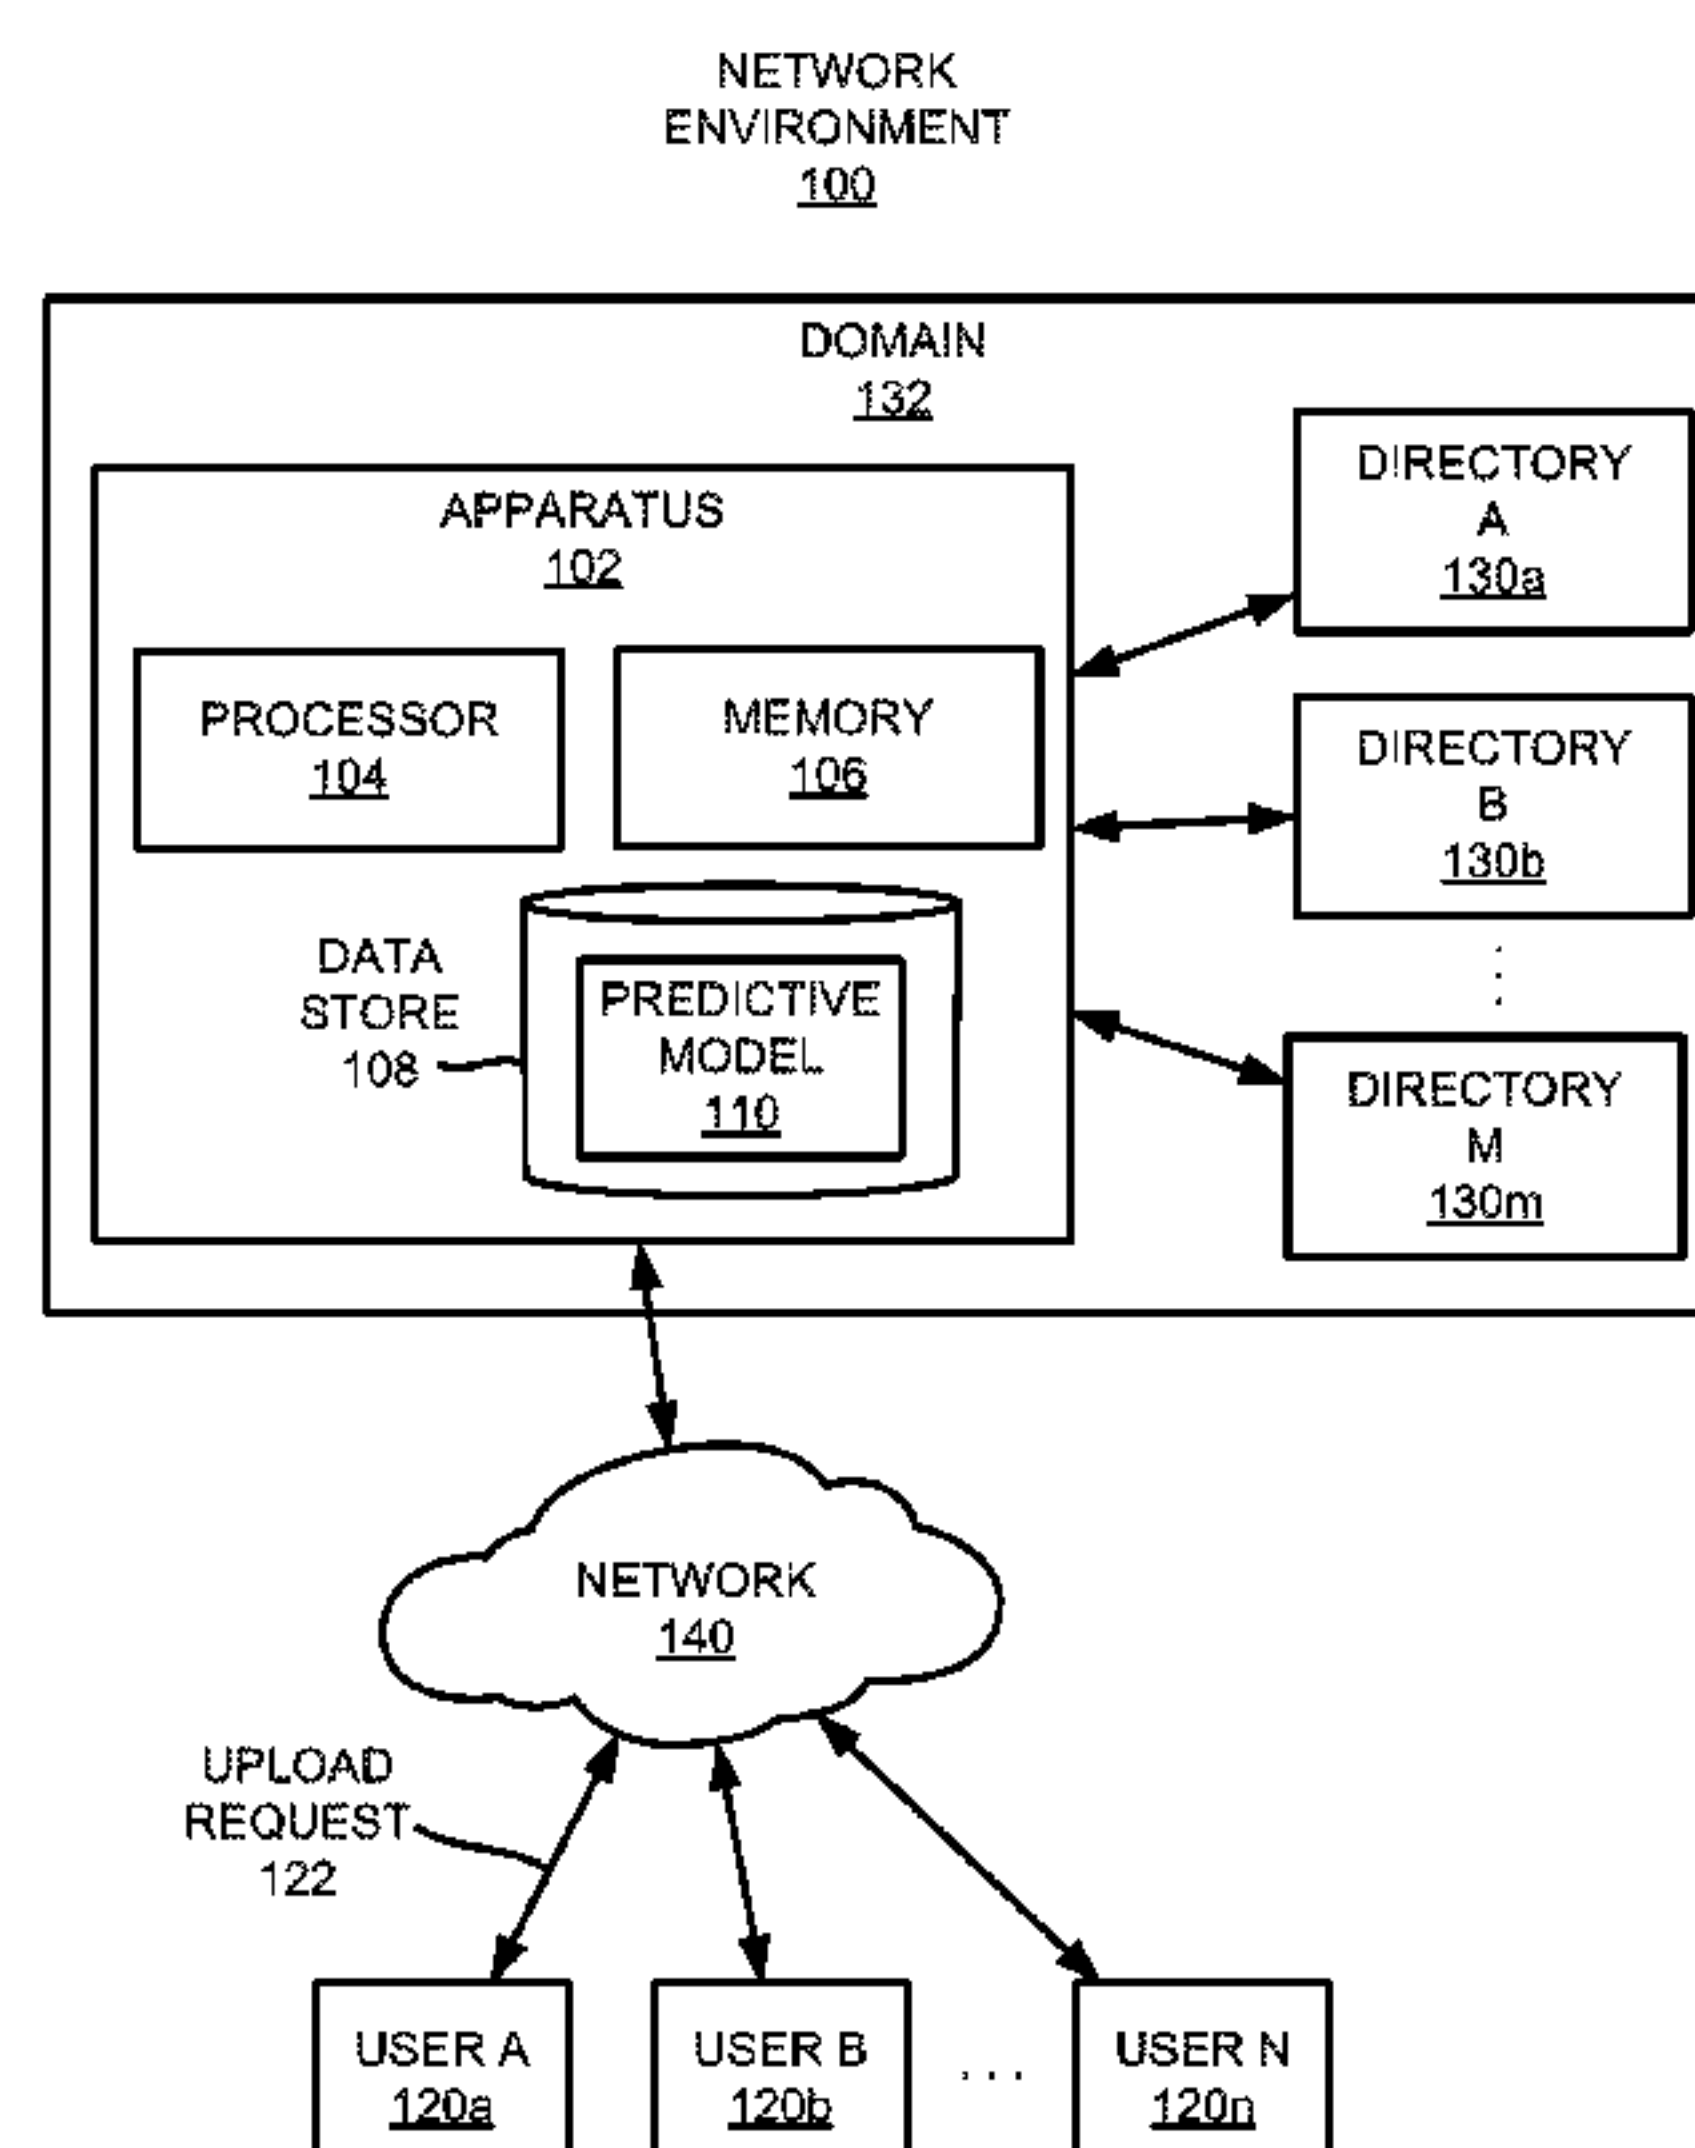 NETWORK
ENVIRONMENT
100
DOMAIN
132
APPARATUS
102
PROCESSOR
104
MEMORY
106
DATA
STORE
108
PREDICTIVE
MODEL
110
DIRECTORY
A
130a
DIRECTORY
B
130b
⋮
DIRECTORY
M
130m
NETWORK
140
UPLOAD
REQUEST
122
USER A
120a
USER B
120b
. . .
USER N
120n